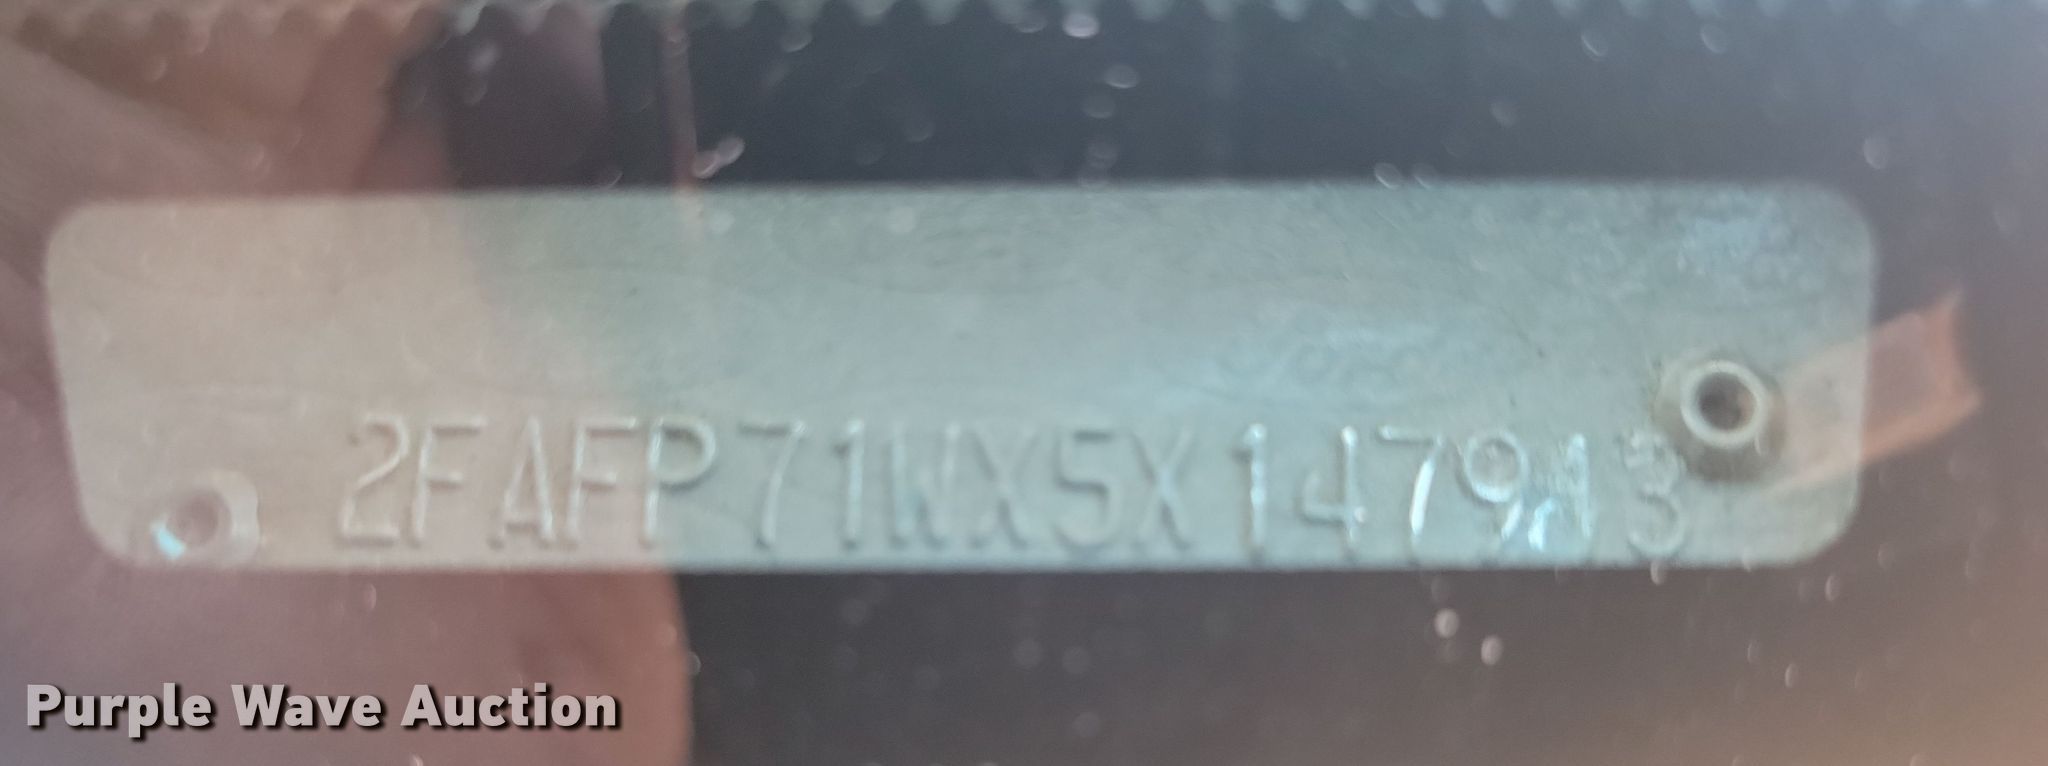 2FAFP71WX5X147913
Purple Wave Auction